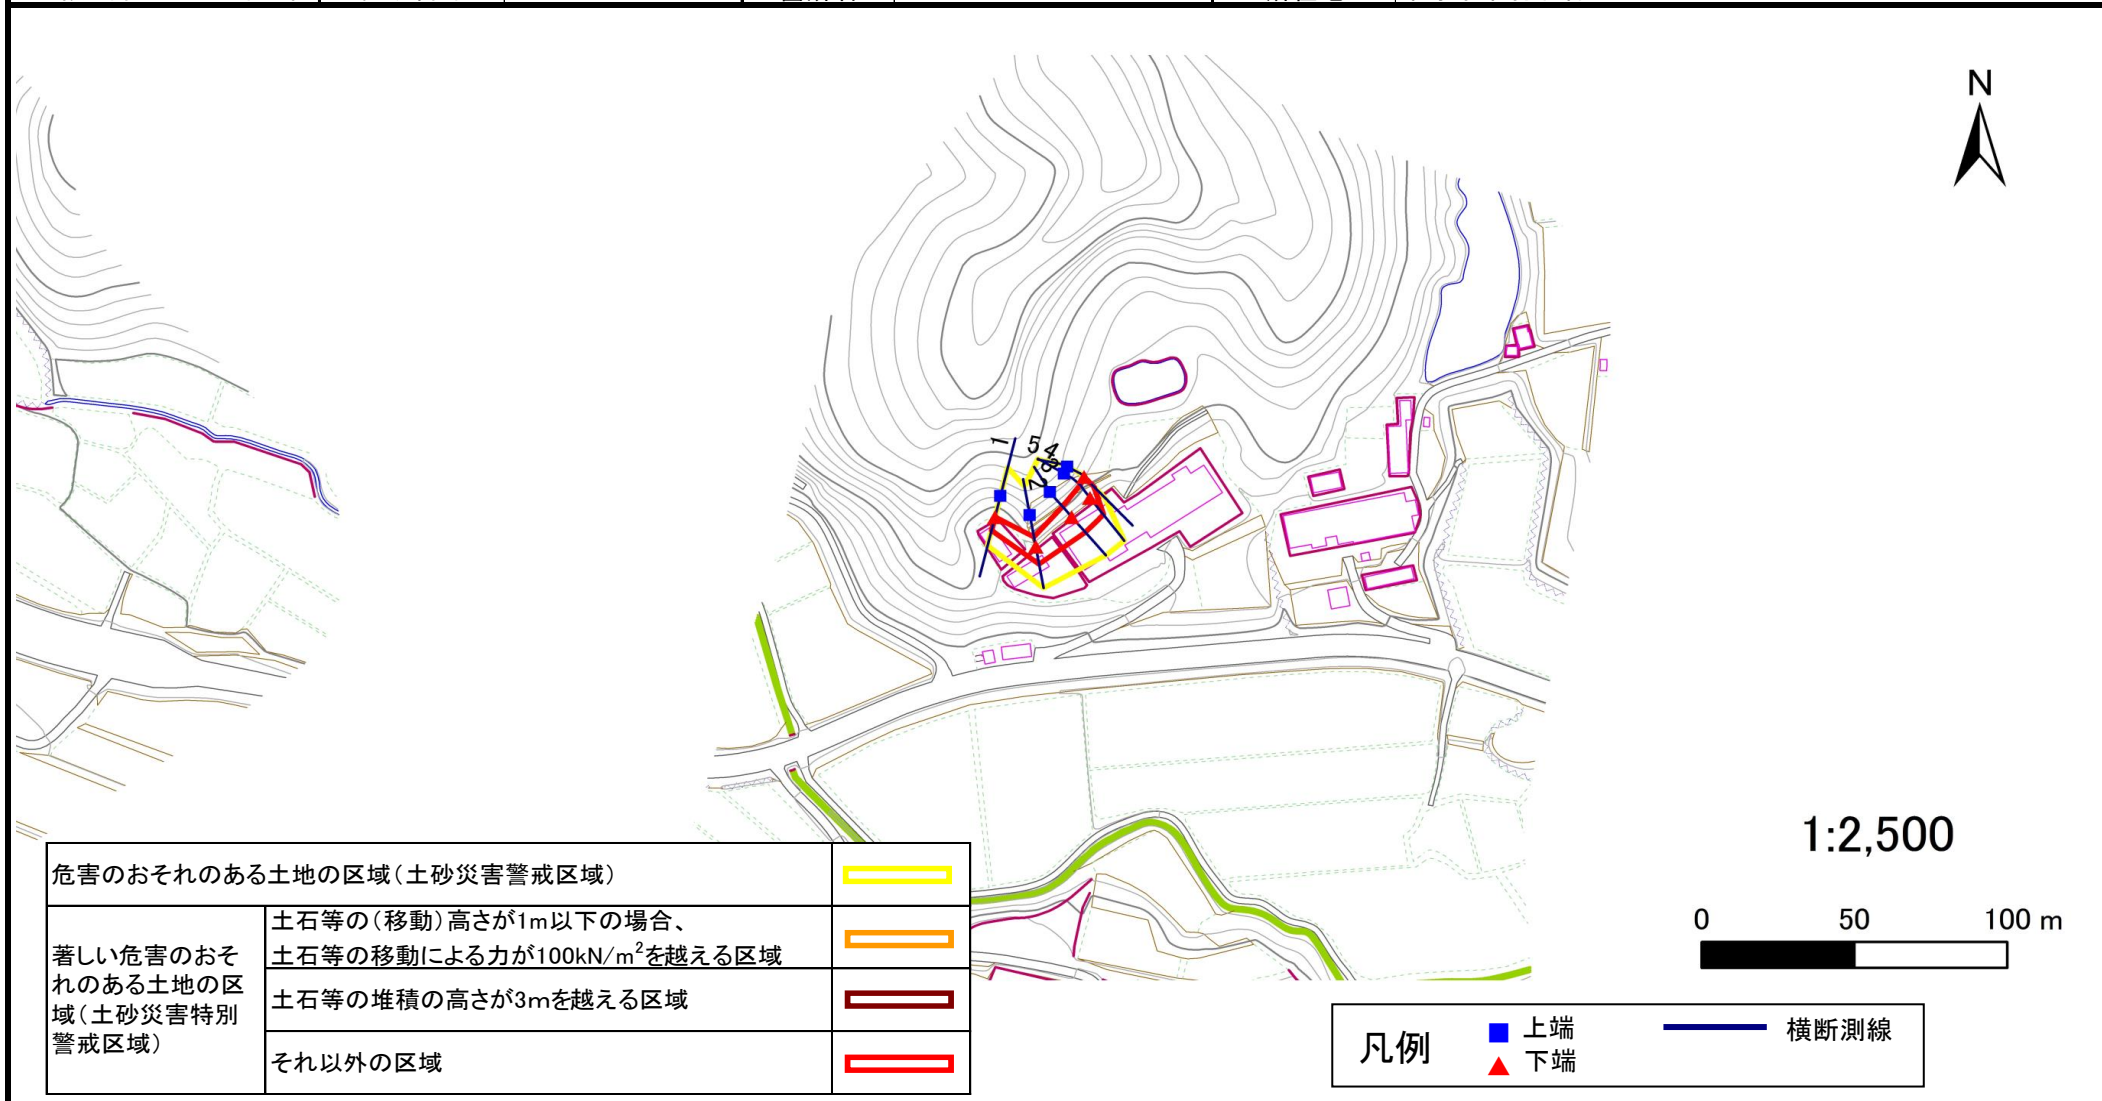 N
1
5
4
3
2
1:2,500
0 50 100 m
危害のおそれのある土地の区域(土砂災害警戒区域)
著しい危害のおそ
れのある土地の区
域(土砂災害特別
警戒区域)
土石等の(移動)高さが1m以下の場合、
土石等の移動による力が100kN/m²を越える区域
土石等の堆積の高さが3mを越える区域
それ以外の区域
凡例
上端
下端
横断測線